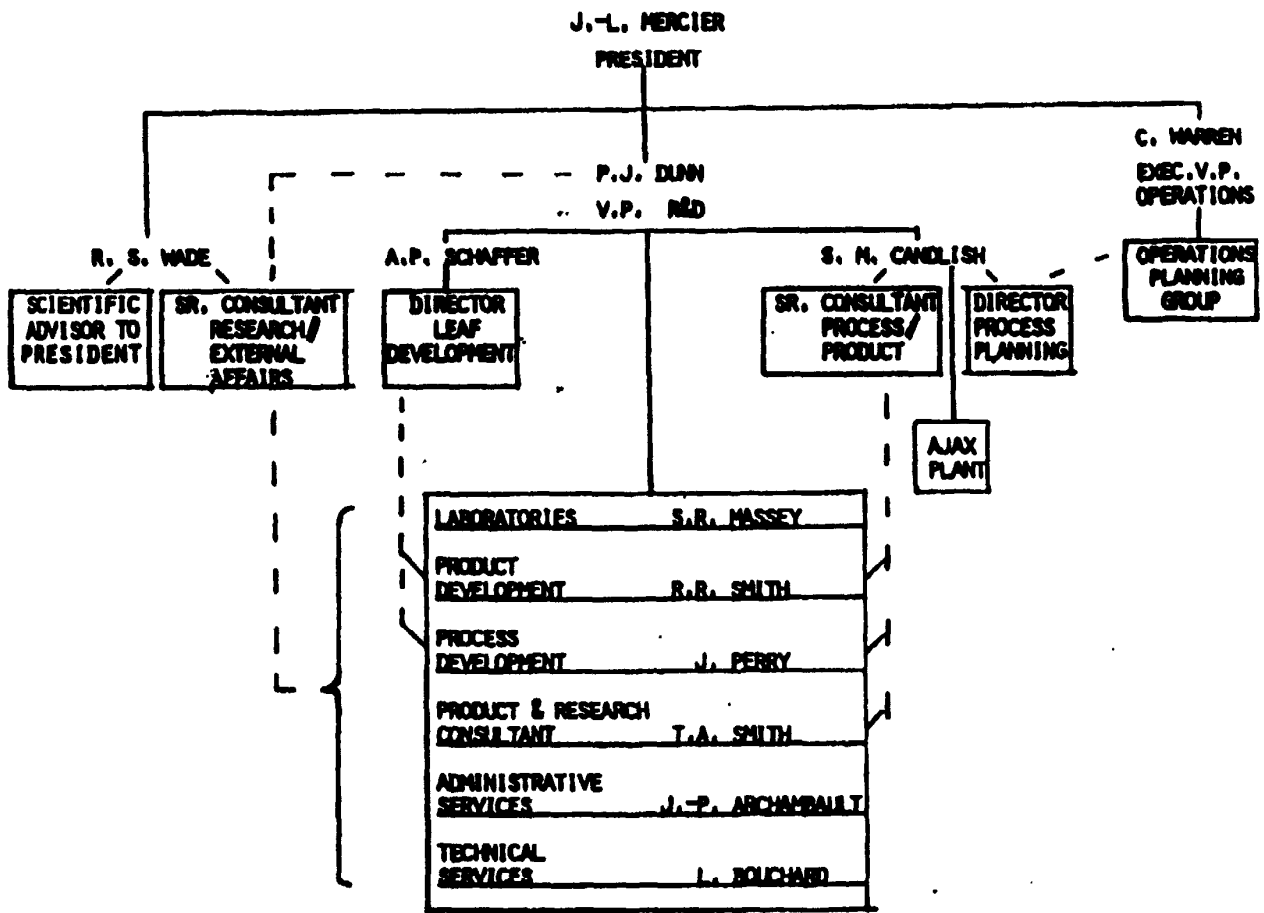 J.-L. MERCIER
PRESIDENT
C. WARREN
EXEC.V.P.
OPERATIONS
P.J. DUNN
V.P. R&D
R. S. WADE
A.P. SCHAFFER
S. M. CANDLISH
SCIENTIFIC
ADVISOR TO
PRESIDENT
SR. CONSULTANT
RESEARCH/
EXTERNAL
AFFAIRS
DIRECTOR
LEAF
DEVELOPMENT
SR. CONSULTANT
PROCESS/
PRODUCT
DIRECTOR
PROCESS
PLANNING
OPERATIONS
PLANNING
GROUP
AJAX
PLANT
LABORATORIES S.R. MASSEY
PRODUCT
DEVELOPMENT R.R. SMITH
PROCESS
DEVELOPMENT J. PERRY
PRODUCT & RESEARCH
CONSULTANT T.A. SMITH
ADMINISTRATIVE
SERVICES J.-P. ARCHAMBAULT
TECHNICAL
SERVICES L. BOUCHARD